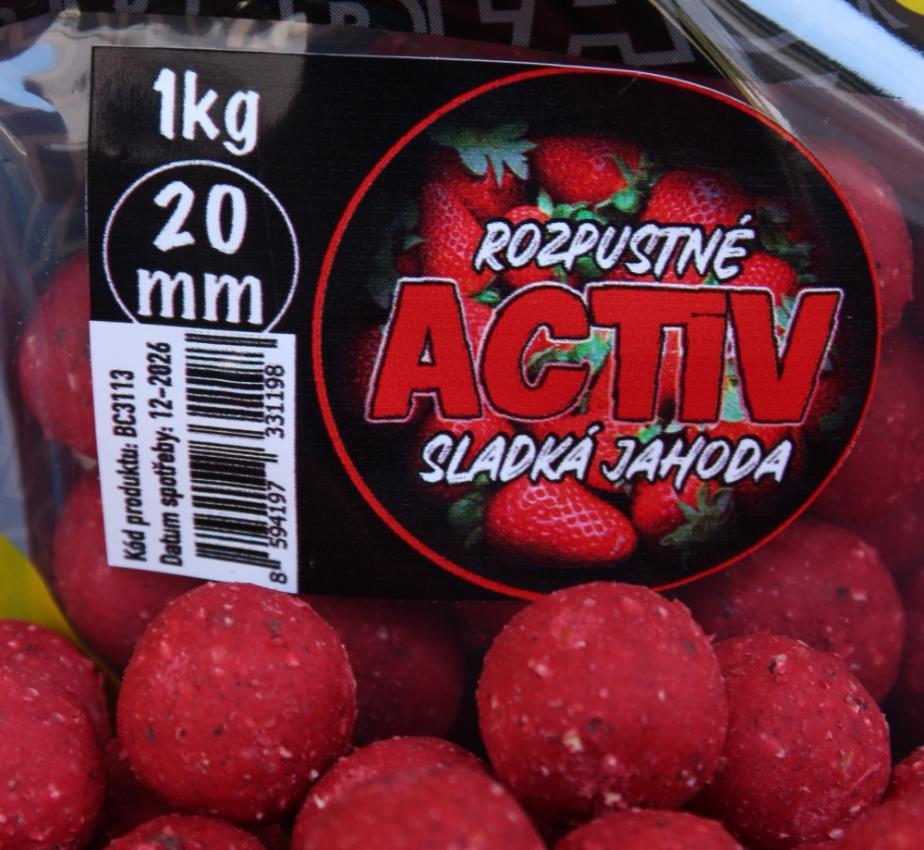 1kg
20
mm
Kód produktu: BC3113
Datum spotřeby: 12-2026
8 594197 331198
ROZPUSTNÉ
ACTIV
SLADKÁ JAHODA